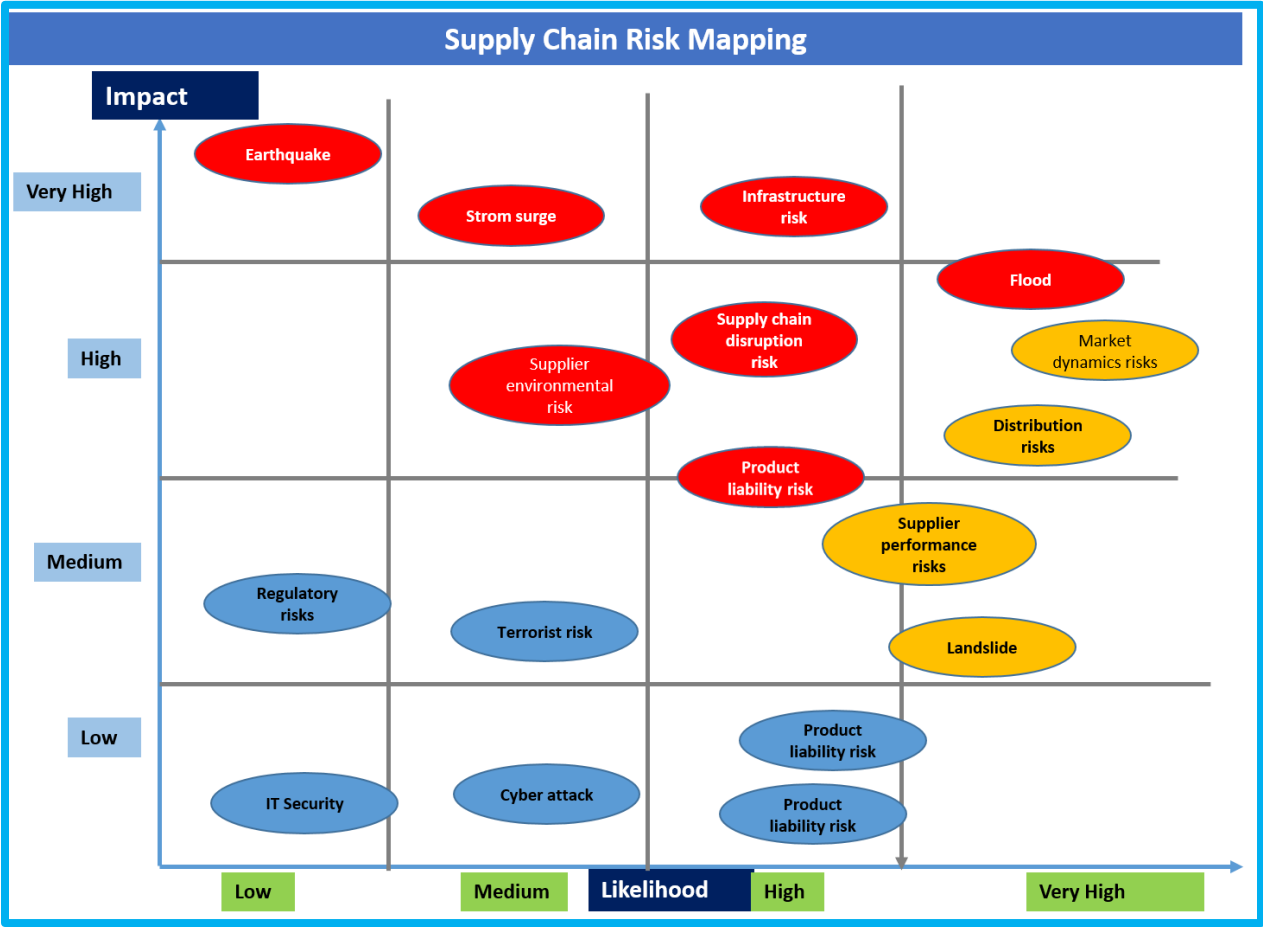 Supply Chain Risk Mapping
Impact
Earthquake
Very High
Strom surge
Infrastructure
risk
Flood
Supply chain
disruption
risk
Market
dynamics risks
High
Supplier
environmental
risk
Distribution
risks
Product
liability risk
Supplier
performance
risks
Medium
Regulatory
risks
Terrorist risk
Landslide
Low
Product
liability risk
IT Security
Cyber attack
Product
liability risk
Low
Medium
Likelihood
High
Very High